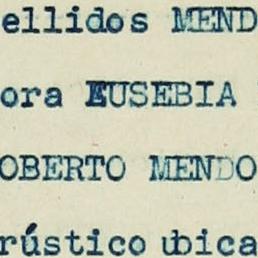 ellidos MEND
ora EUSEBIA
OBERTO MENDO
rústico ubica